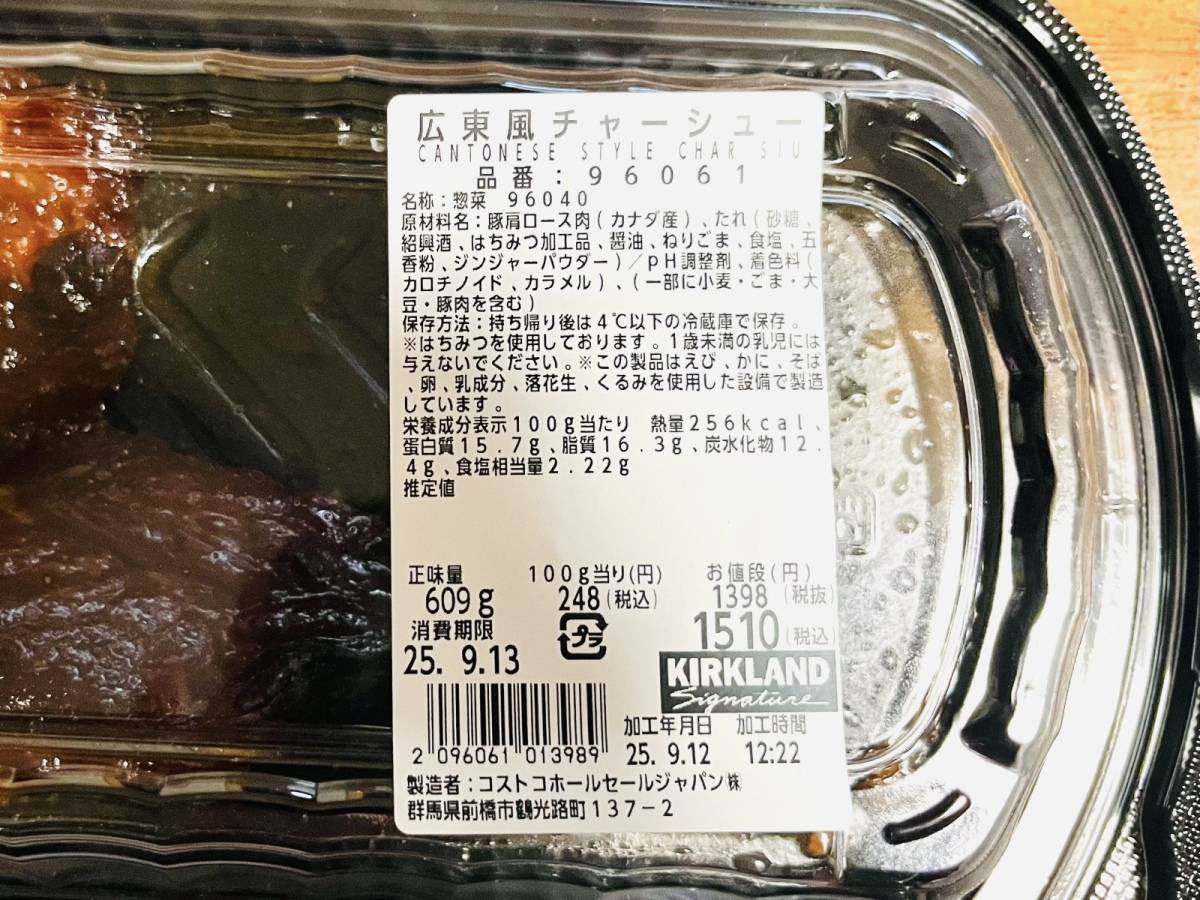 広東風チャーシュー
CANTONESE STYLE CHAR SIU
品番：96061
名称：惣菜 96040
原材料名：豚肩ロース肉（カナダ産）、たれ（砂糖、
紹興酒、はちみつ加工品、醤油、ねりごま、食塩、五
香粉、ジンジャーパウダー）／pH調整剤、着色料（
カロチノイド、カラメル）、（一部に小麦・ごま・大
豆・豚肉を含む）
保存方法：持ち帰り後は4℃以下の冷蔵庫で保存。
※はちみつを使用しております。1歳未満の乳児には
与えないでください。※この製品はえび、かに、そば
、卵、乳成分、落花生、くるみを使用した設備で製造
しています。
栄養成分表示100g当たり 熱量256kcal、
蛋白質15.7g、脂質16.3g、炭水化物12.
4g、食塩相当量2.22g
推定値
正味量 100g当り(円) お値段(円)
609g 248(税込) 1398(税抜)
消費期限 プラ 1510(税込)
25. 9.13 KIRKLAND
Signature
加工年月日 加工時間
25. 9.12 12:22
2 096061 013989
製造者：コストコホールセールジャパン㈱
群馬県前橋市鶴光路町137-2